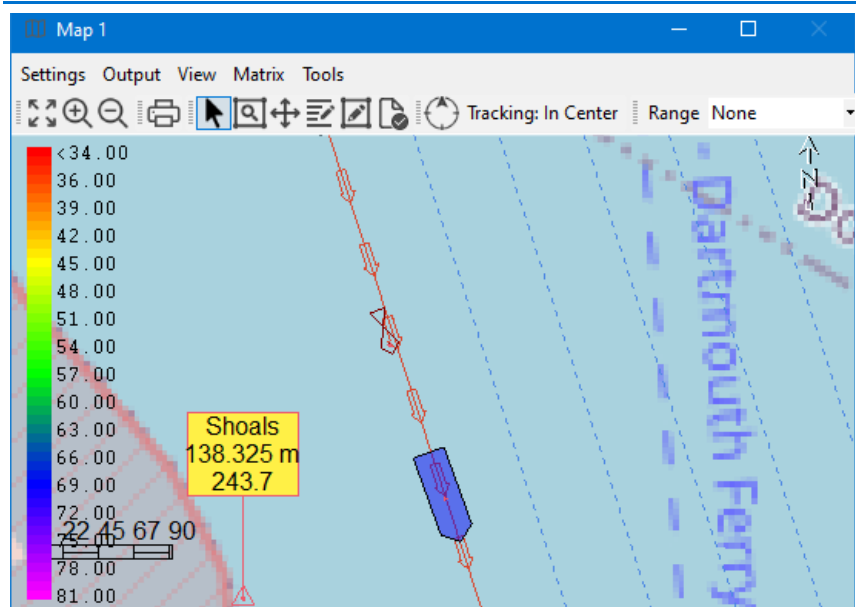 Map 1
Settings Output View Matrix Tools
Tracking: In Center Range None
<34.00
36.00
39.00
42.00
45.00
48.00
51.00
54.00
57.00
60.00
63.00
66.00
69.00
72.00
75.00
78.00
81.00
22 45 67 90
Shoals
138.325 m
243.7
N
Dartmouth Ferry